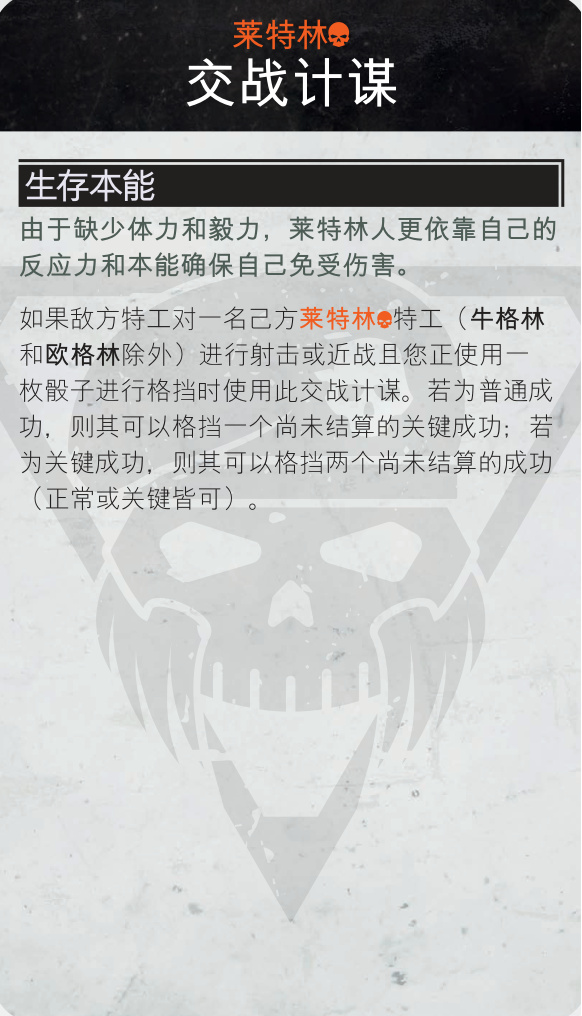 莱特林
交战计谋
生存本能
由于缺少体力和毅力，莱特林人更依靠自己的
反应力和本能确保自己免受伤害。
如果敌方特工对一名己方莱特林特工（牛格林
和欧格林除外）进行射击或近战且您正使用一
枚骰子进行格挡时使用此交战计谋。若为普通成
功，则其可以格挡一个尚未结算的关键成功；若
为关键成功，则其可以格挡两个尚未结算的成功
（正常或关键皆可）。